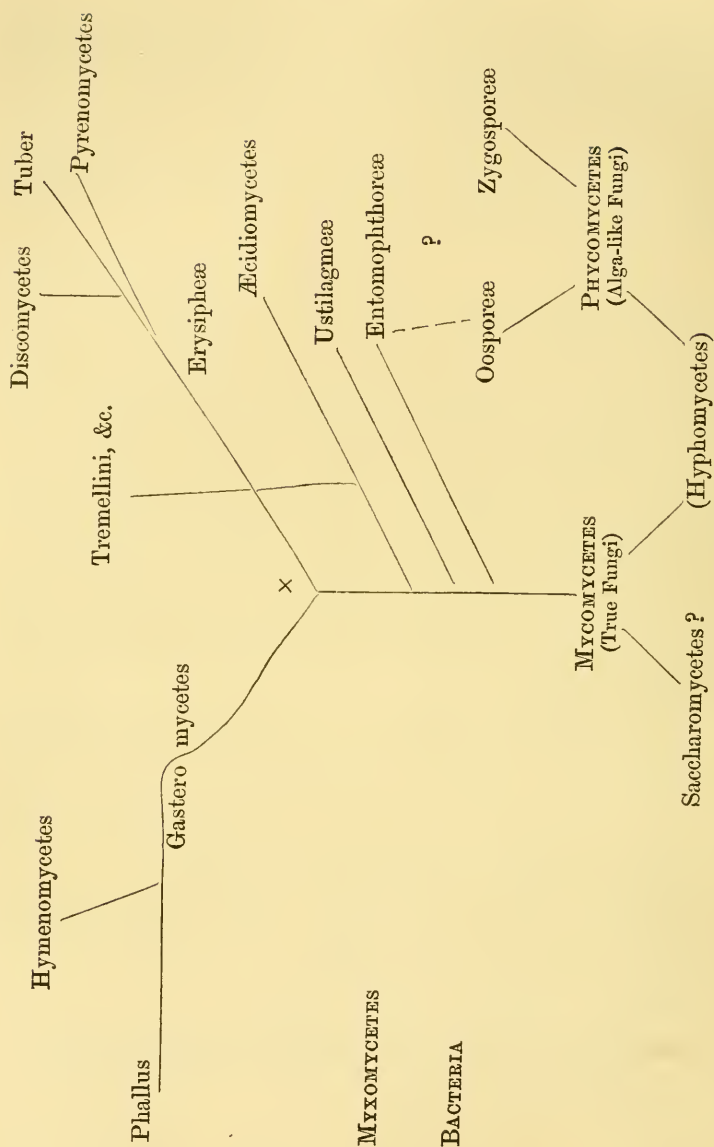 Discomycetes
Hymenomycetes
Tuber
Pyrenomycetes
Tremellini, &c.
Phallus
Gastero mycetes
Erysipheæ
Æcidiomycetes
×
Ustilagmeæ
MYXOMYCETES
Entomophthoreæ
?
BACTERIA
Oosporeæ
Zygosporeæ
MYCOMYCETES
(True Fungi)
PHYCOMYCETES
(Alga-like Fungi)
Saccharomycetes?
(Hyphomycetes)